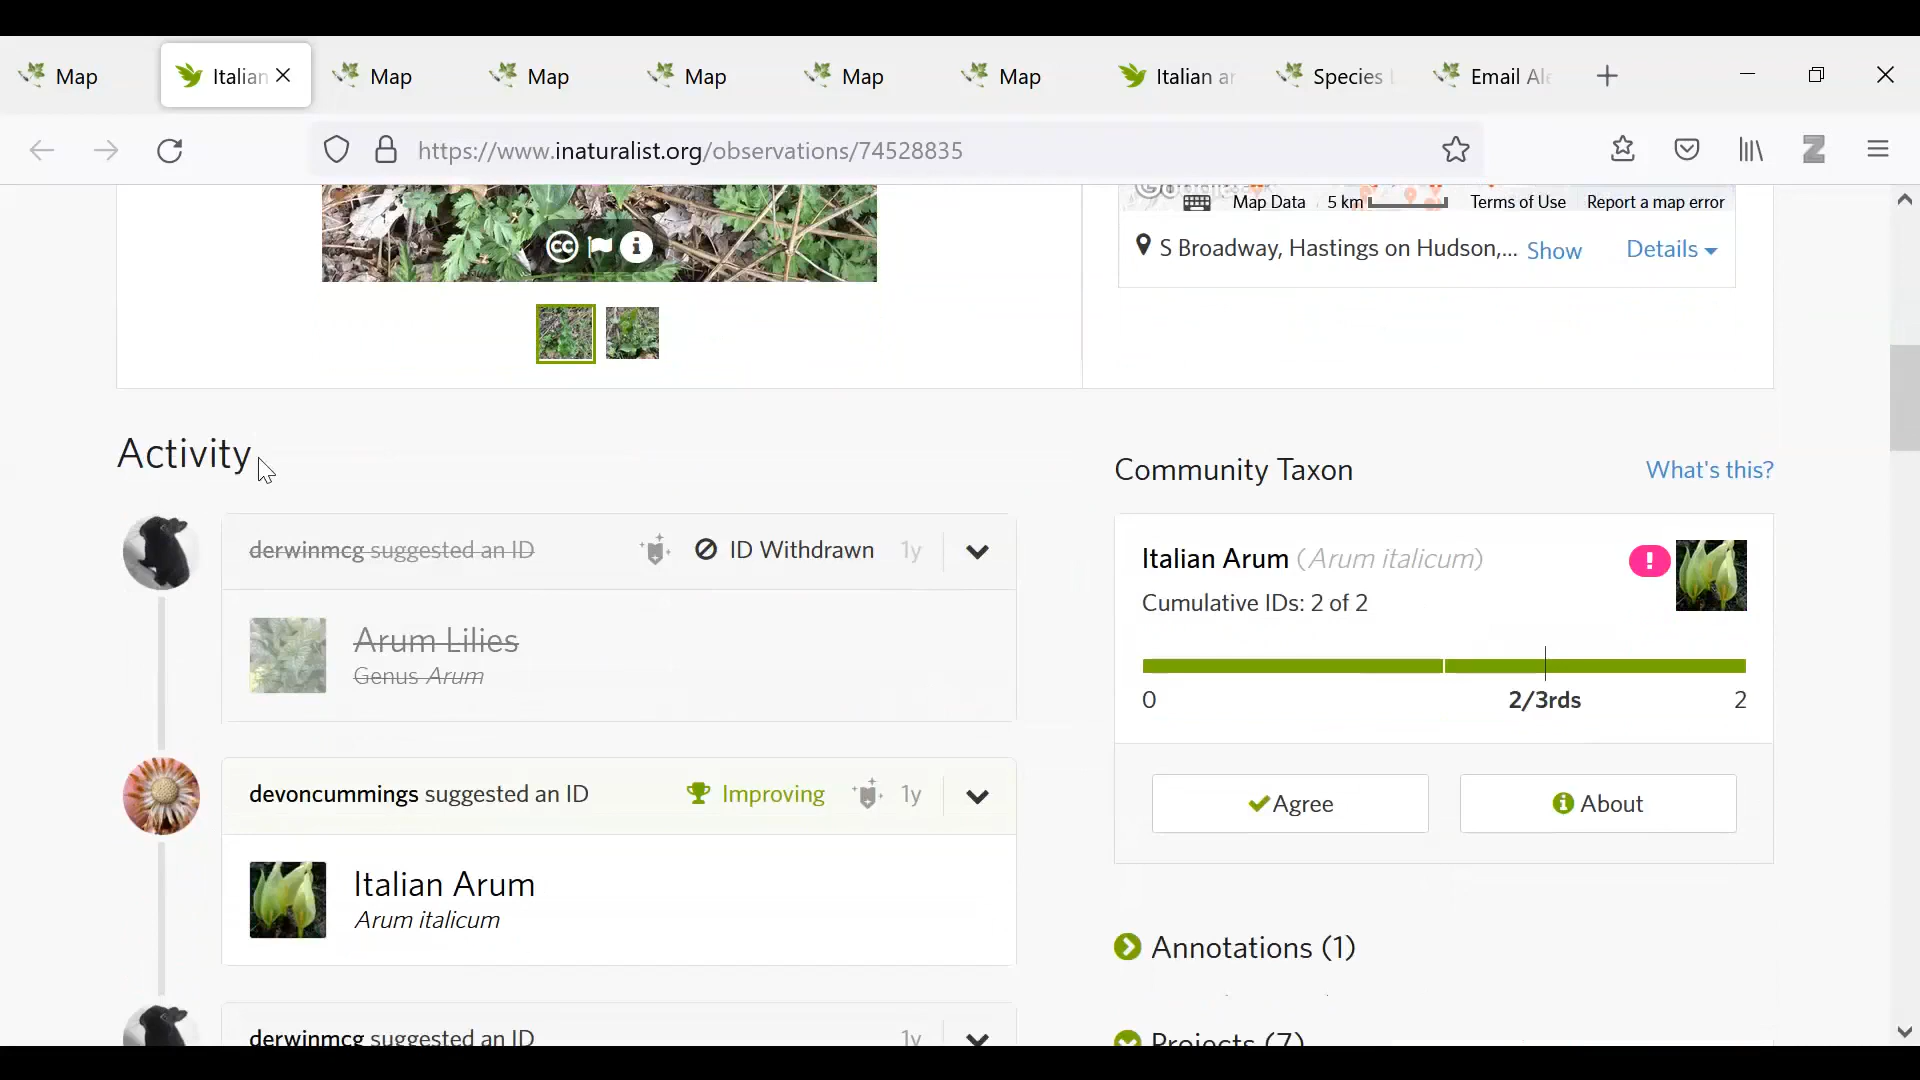 Map
Italian
Map
Map
Map
Map
Map
Italian ar
Species
Email Ale
https://www.inaturalist.org/observations/74528835
Map Data 5 km Terms of Use Report a map error
S Broadway, Hastings on Hudson,... Show Details
Activity
derwinmcg suggested an ID ID Withdrawn 1y
Arum Lilies
Genus Arum
devoncummings suggested an ID Improving 1y
Italian Arum
Arum italicum
derwinmcg suggested an ID 1y
Community Taxon What's this?
Italian Arum (Arum italicum)
Cumulative IDs: 2 of 2
0 2/3rds 2
Agree About
Annotations (1)
Projects (7)